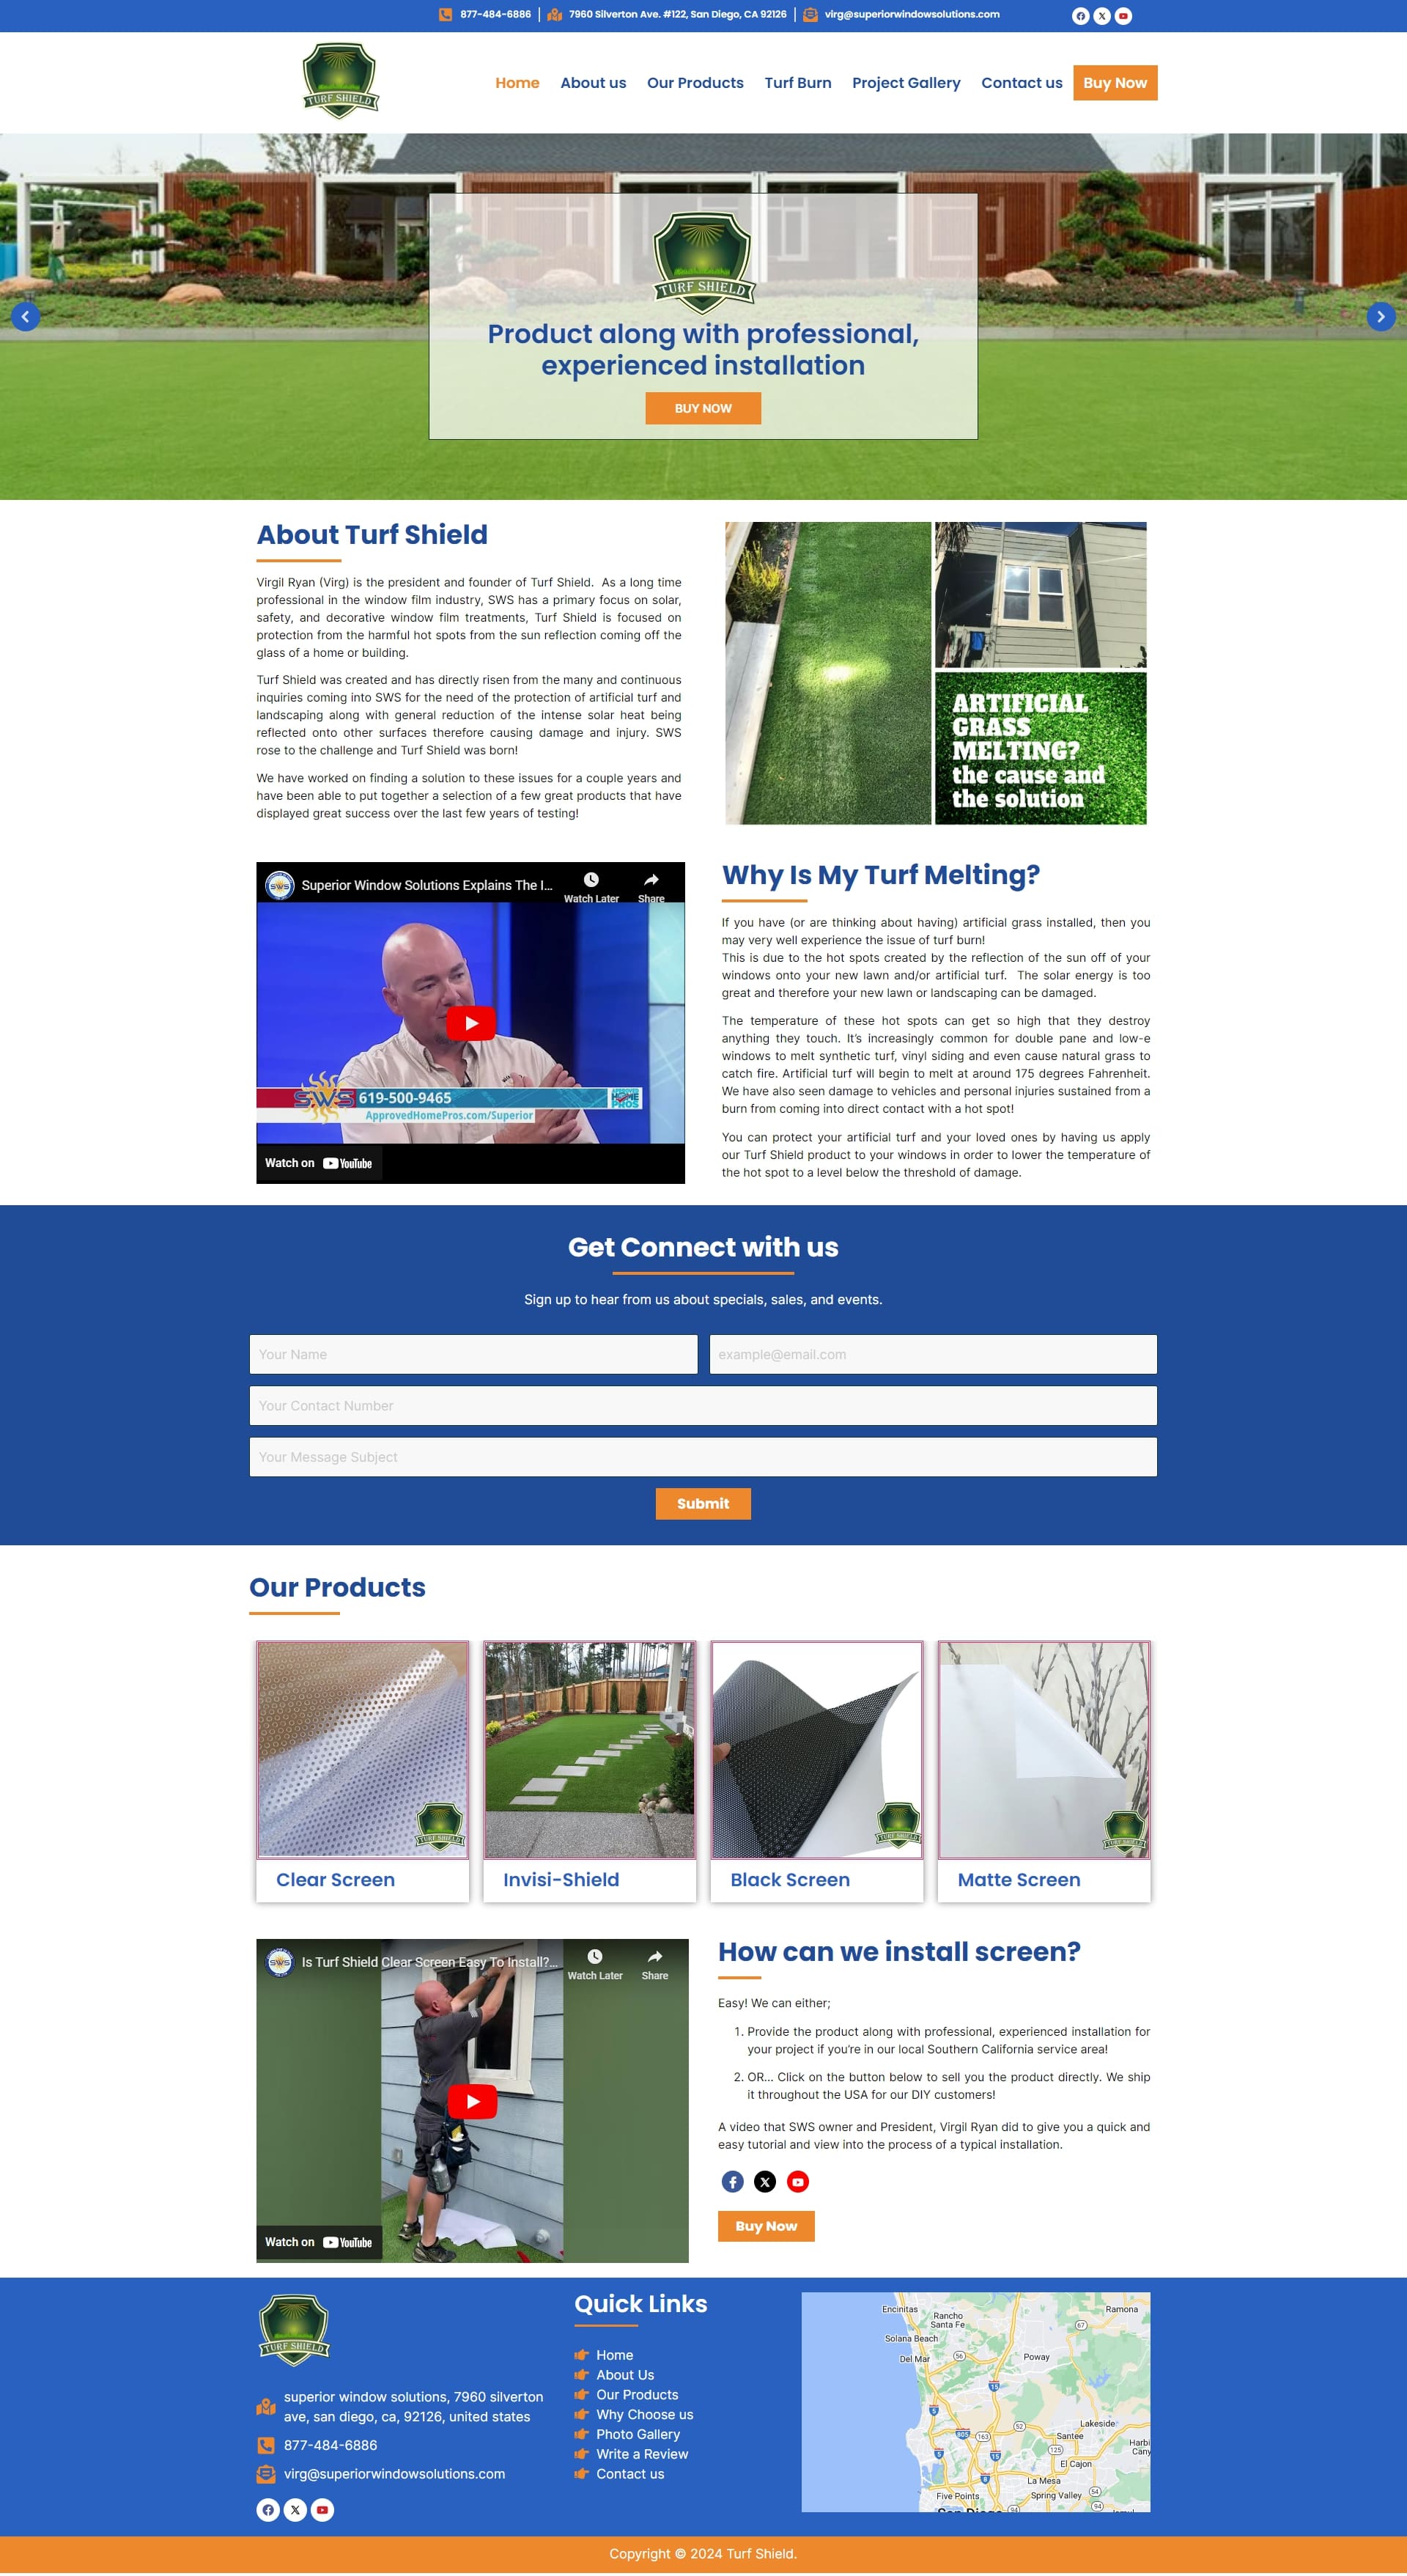 877-484-6886
7960 Silverton Ave. #122, San Diego, CA 92126
virg@superiorwindowsolutions.com
TURF SHIELD
Home
About us
Our Products
Turf Burn
Project Gallery
Contact us
Buy Now
TURF SHIELD
Product along with professional,
experienced installation
BUY NOW
About Turf Shield
Virgil Ryan (Virg) is the president and founder of Turf Shield. As a long time
professional in the window film industry, SWS has a primary focus on solar,
safety, and decorative window film treatments, Turf Shield is focused on
protection from the harmful hot spots from the sun reflection coming off the
glass of a home or building.
Turf Shield was created and has directly risen from the many and continuous
inquiries coming into SWS for the need of the protection of artificial turf and
landscaping along with general reduction of the intense solar heat being
reflected onto other surfaces therefore causing damage and injury. SWS
rose to the challenge and Turf Shield was born!
We have worked on finding a solution to these issues for a couple years and
have been able to put together a selection of a few great products that have
displayed great success over the last few years of testing!
ARTIFICIAL
GRASS
MELTING?
the cause and
the solution
SWS
Superior Window Solutions Explains The I...
Watch Later
Share
SWS
619-500-9465
HOME
PROS
ApprovedHomePros.com/Superior
Watch on YouTube
Why Is My Turf Melting?
If you have (or are thinking about having) artificial grass installed, then you
may very well experience the issue of turf burn!
This is due to the hot spots created by the reflection of the sun off of your
windows onto your new lawn and/or artificial turf. The solar energy is too
great and therefore your new lawn or landscaping can be damaged.
The temperature of these hot spots can get so high that they destroy
anything they touch. It's increasingly common for double pane and low-e
windows to melt synthetic turf, vinyl siding and even cause natural grass to
catch fire. Artificial turf will begin to melt at around 175 degrees Fahrenheit.
We have also seen damage to vehicles and personal injuries sustained from a
burn from coming into direct contact with a hot spot!
You can protect your artificial turf and your loved ones by having us apply
our Turf Shield product to your windows in order to lower the temperature of
the hot spot to a level below the threshold of damage.
Get Connect with us
Sign up to hear from us about specials, sales, and events.
Your Name
example@email.com
Your Contact Number
Your Message Subject
Submit
Our Products
TURF SHIELD
TURF SHIELD
TURF SHIELD
Clear Screen
Invisi-Shield
Black Screen
Matte Screen
SWS
Is Turf Shield Clear Screen Easy To Install?...
Watch Later
Share
Watch on YouTube
How can we install screen?
Easy! We can either;
1. Provide the product along with professional, experienced installation for
your project if you're in our local Southern California service area!
2. OR... Click on the button below to sell you the product directly. We ship
it throughout the USA for our DIY customers!
A video that SWS owner and President, Virgil Ryan did to give you a quick and
easy tutorial and view into the process of a typical installation.
Buy Now
TURF SHIELD
superior window solutions, 7960 silverton
ave, san diego, ca, 92126, united states
877-484-6886
virg@superiorwindowsolutions.com
Quick Links
Home
About Us
Our Products
Why Choose us
Photo Gallery
Write a Review
Contact us
Encinitas
Rancho
Santa Fe
Ramona
67
Solana Beach
Del Mar
56
Poway
15
5
52
Lakeside
805
163
Santee
125
Harbi
Cany
5
15
El Cajon
8
La Mesa
54
Five Points
Spring Valley
94
94
San Diego
Copyright © 2024 Turf Shield.